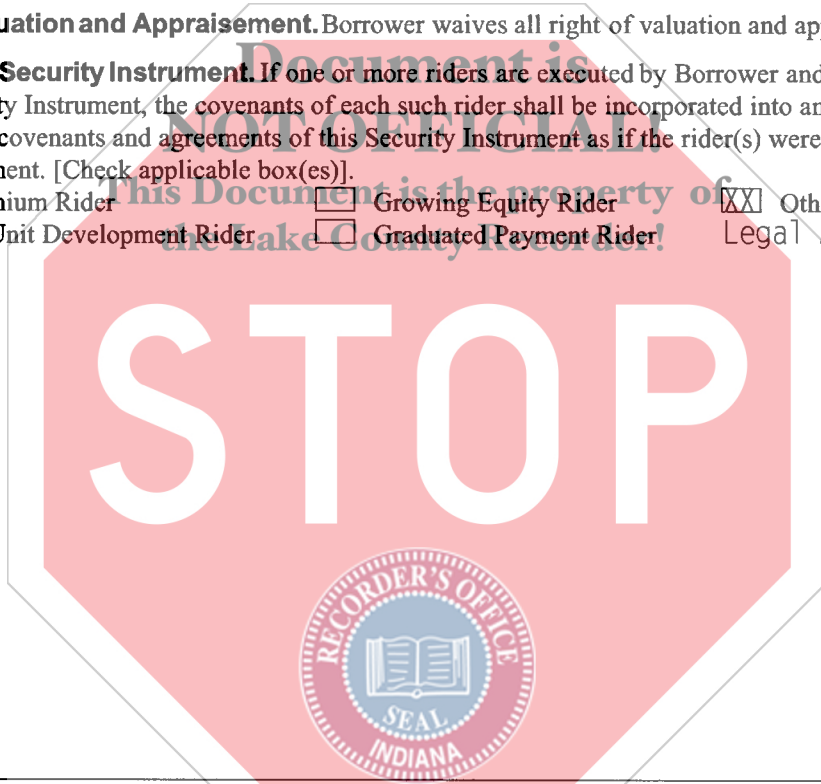 uation and Appraisement. Borrower waives all right of valuation and ap
Document is
Security Instrument. If one or more riders are executed by Borrower and
ty Instrument, the covenants of each such rider shall be incorporated into an
NOT OFFICIAL!
covenants and agreements of this Security Instrument as if the rider(s) were
ent. [Check applicable box(es)].
This Document is the property of
nium Rider Growing Equity Rider XX Oth
the Lake County Recorder!
Unit Development Rider Graduated Payment Rider Legal
STOP
RECORDER'S OFFICE
SEAL
INDIANA